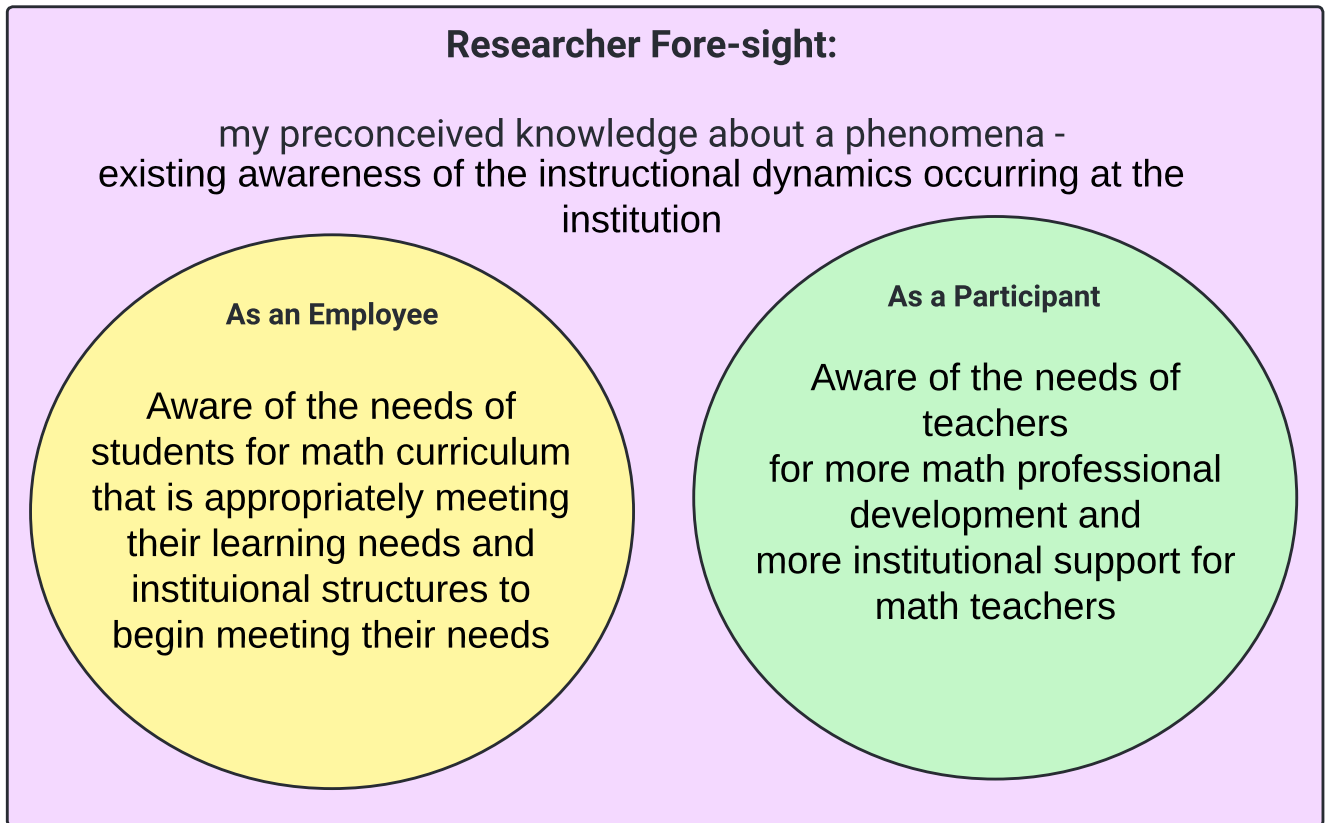 Researcher Fore-sight:
my preconceived knowledge about a phenomena -
existing awareness of the instructional dynamics occurring at the
institution
As an Employee
Aware of the needs of
students for math curriculum
that is appropriately meeting
their learning needs and
instituional structures to
begin meeting their needs
As a Participant
Aware of the needs of
teachers
for more math professional
development and
more institutional support for
math teachers